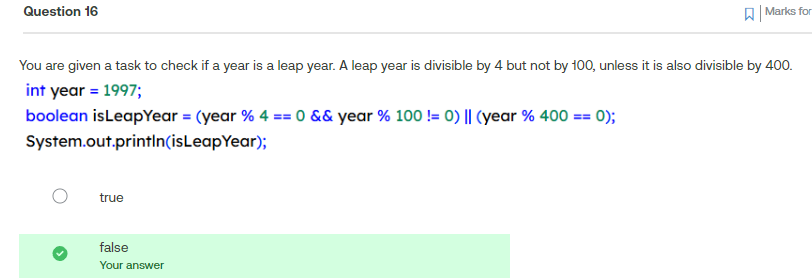 Question 16
Marks for
You are given a task to check if a year is a leap year. A leap year is divisible by 4 but not by 100, unless it is also divisible by 400.
int year = 1997;
boolean isLeapYear = (year % 4 == 0 && year % 100 != 0) || (year % 400 == 0);
System.out.println(isLeapYear);
true
false
Your answer